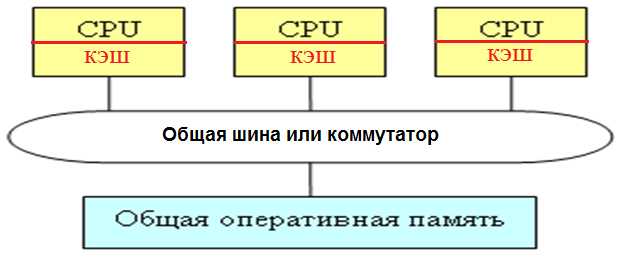 CPU CPU CPU
КЭШ КЭШ КЭШ
Общая шина или коммутатор
Общая оперативная память